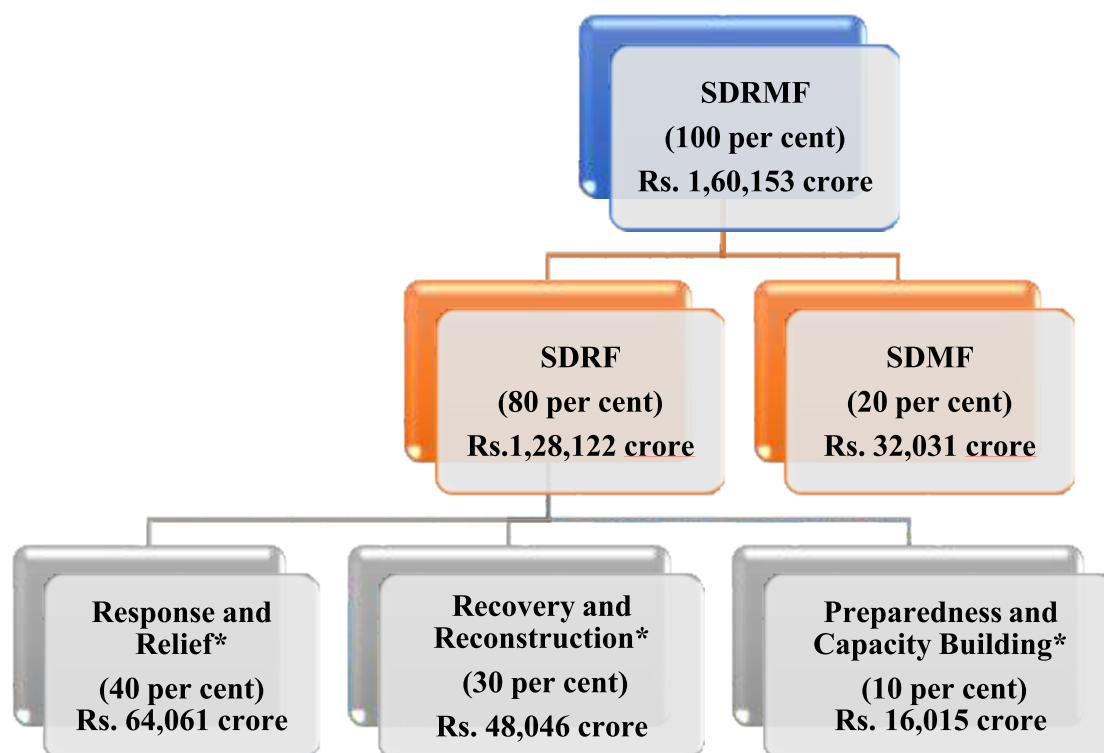 SDRMF
(100 per cent)
Rs. 1,60,153 crore
SDRF
(80 per cent)
Rs.1,28,122 crore
SDMF
(20 per cent)
Rs. 32,031 crore
Response and
Relief*
(40 per cent)
Rs. 64,061 crore
Recovery and
Reconstruction*
(30 per cent)
Rs. 48,046 crore
Preparedness and
Capacity Building*
(10 per cent)
Rs. 16,015 crore